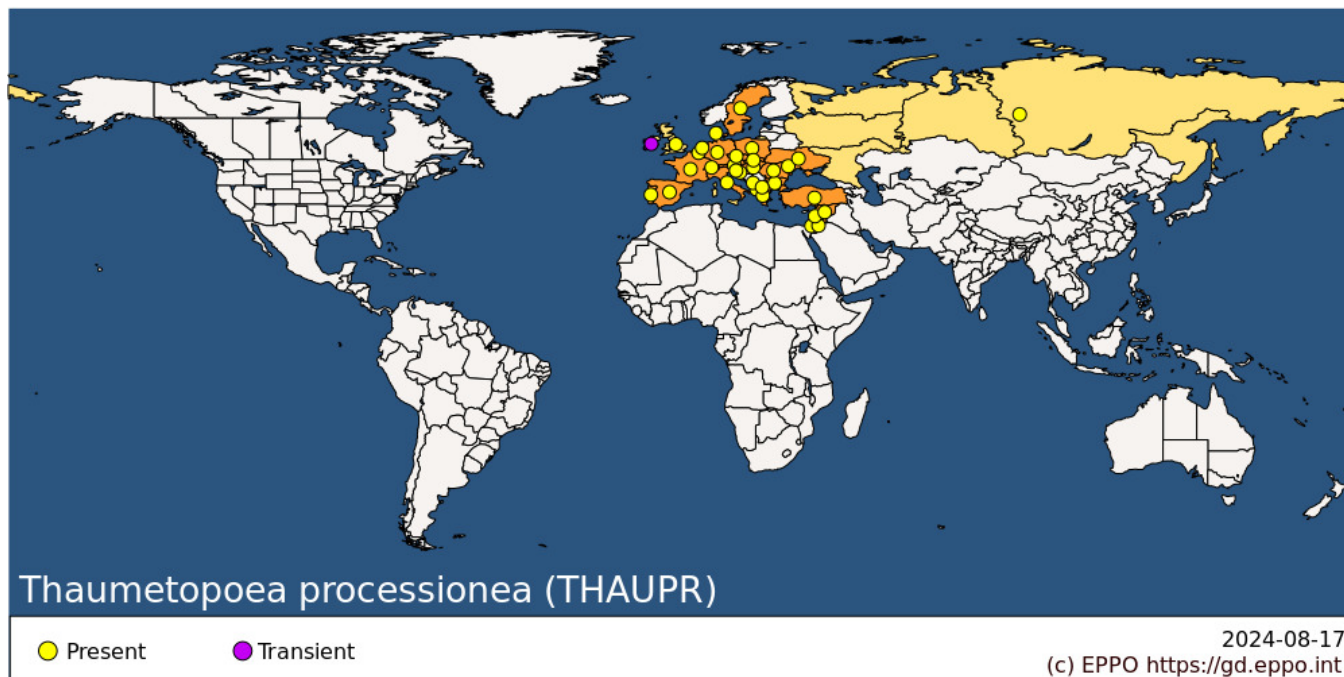 Thaumetopoea processionea (THAUPR)
Present
Transient
2024-08-17
(c) EPPO https://gd.eppo.int